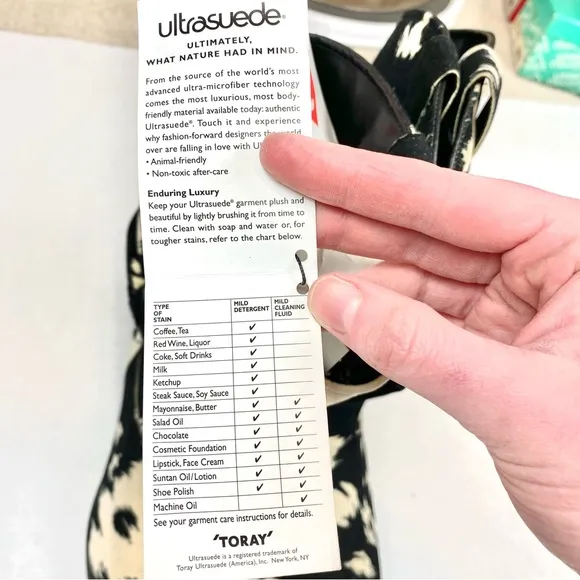 ultrasuede®
ULTIMATELY,
WHAT NATURE HAD IN MIND.
From the source of the world's most
advanced ultra-microfiber technology
comes the most luxurious, most body-
friendly material available today: authentic
Ultrasuede®. Touch it and experience
why fashion-forward designers the world
over are falling in love with
• Animal-friendly
• Non-toxic after-care
Enduring Luxury
Keep your Ultrasuede® garment plush and
beautiful by lightly brushing it from time to
time. Clean with soap and water or, for
tougher stains, refer to the chart below.
TYPE OF STAIN MILD DETERGENT MILD CLEANING FLUID
Coffee, Tea ✓
Red Wine, Liquor ✓
Coke, Soft Drinks ✓
Milk ✓
Ketchup ✓
Steak Sauce, Soy Sauce ✓
Mayonnaise, Butter ✓ ✓
Salad Oil ✓ ✓
Chocolate ✓ ✓
Cosmetic Foundation ✓ ✓
Lipstick, Face Cream ✓ ✓
Suntan Oil/Lotion ✓ ✓
Shoe Polish ✓ ✓
Machine Oil ✓
See your garment care instructions for details.
'TORAY'
Ultrasuede is a registered trademark of
Toray Ultrasuede (America), Inc. New York, NY